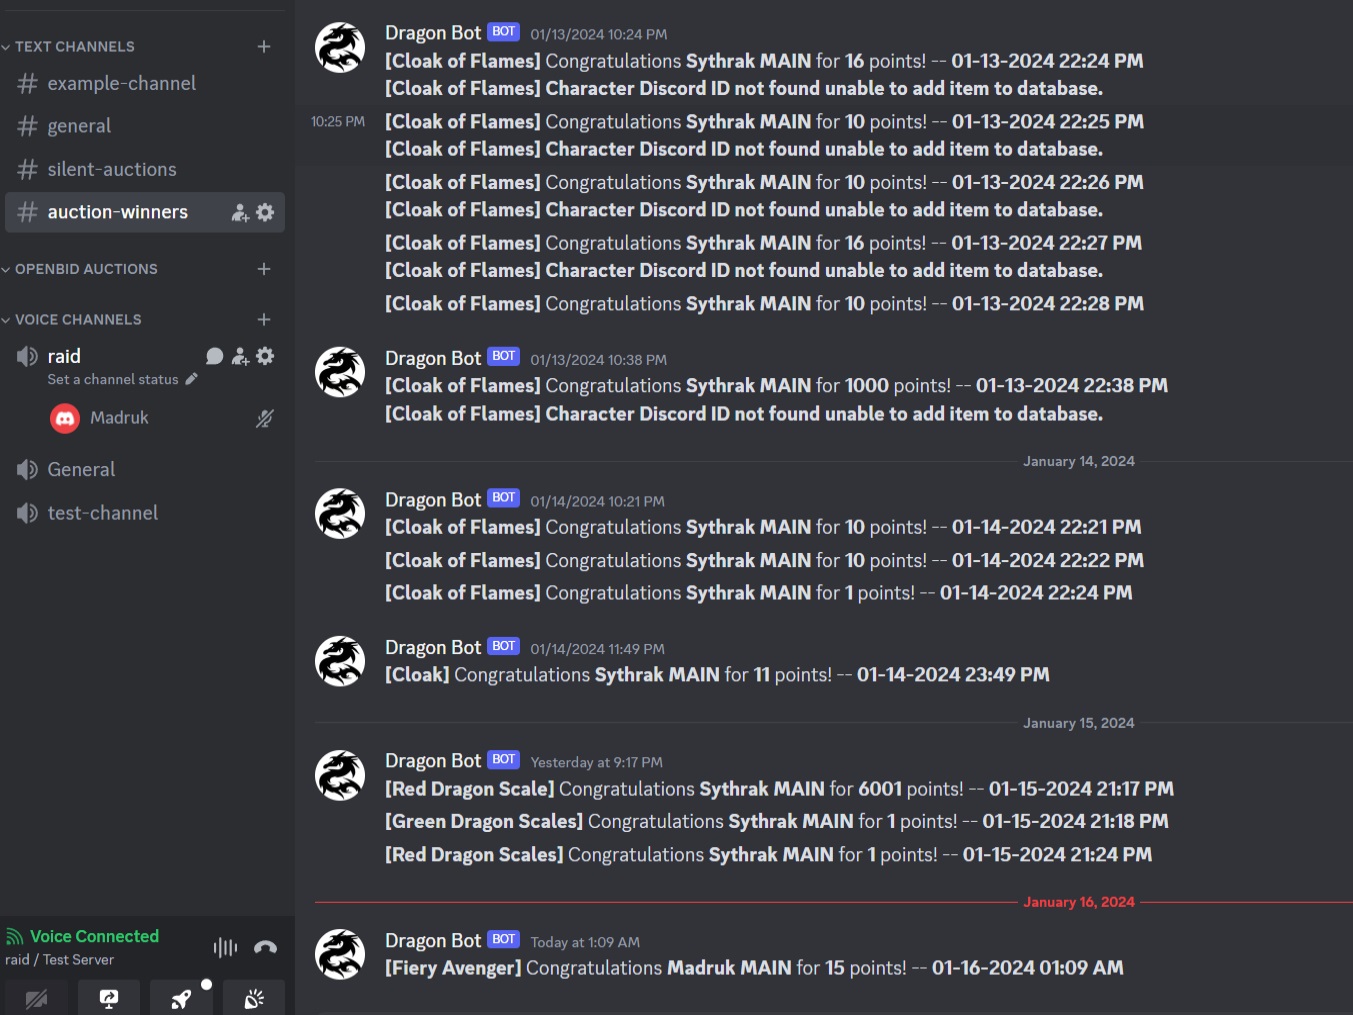 TEXT CHANNELS
example-channel
general
silent-auctions
auction-winners
OPENBID AUCTIONS
VOICE CHANNELS
raid
Set a channel status
Madruk
General
test-channel
Voice Connected
raid / Test Server
Dragon Bot BOT 01/13/2024 10:24 PM
[Cloak of Flames] Congratulations Sythrak MAIN for 16 points! -- 01-13-2024 22:24 PM
[Cloak of Flames] Character Discord ID not found unable to add item to database.
10:25 PM [Cloak of Flames] Congratulations Sythrak MAIN for 10 points! -- 01-13-2024 22:25 PM
[Cloak of Flames] Character Discord ID not found unable to add item to database.
[Cloak of Flames] Congratulations Sythrak MAIN for 10 points! -- 01-13-2024 22:26 PM
[Cloak of Flames] Character Discord ID not found unable to add item to database.
[Cloak of Flames] Congratulations Sythrak MAIN for 16 points! -- 01-13-2024 22:27 PM
[Cloak of Flames] Character Discord ID not found unable to add item to database.
[Cloak of Flames] Congratulations Sythrak MAIN for 10 points! -- 01-13-2024 22:28 PM
Dragon Bot BOT 01/13/2024 10:38 PM
[Cloak of Flames] Congratulations Sythrak MAIN for 1000 points! -- 01-13-2024 22:38 PM
[Cloak of Flames] Character Discord ID not found unable to add item to database.
January 14, 2024
Dragon Bot BOT 01/14/2024 10:21 PM
[Cloak of Flames] Congratulations Sythrak MAIN for 10 points! -- 01-14-2024 22:21 PM
[Cloak of Flames] Congratulations Sythrak MAIN for 10 points! -- 01-14-2024 22:22 PM
[Cloak of Flames] Congratulations Sythrak MAIN for 1 points! -- 01-14-2024 22:24 PM
Dragon Bot BOT 01/14/2024 11:49 PM
[Cloak] Congratulations Sythrak MAIN for 11 points! -- 01-14-2024 23:49 PM
January 15, 2024
Dragon Bot BOT Yesterday at 9:17 PM
[Red Dragon Scale] Congratulations Sythrak MAIN for 6001 points! -- 01-15-2024 21:17 PM
[Green Dragon Scales] Congratulations Sythrak MAIN for 1 points! -- 01-15-2024 21:18 PM
[Red Dragon Scales] Congratulations Sythrak MAIN for 1 points! -- 01-15-2024 21:24 PM
January 16, 2024
Dragon Bot BOT Today at 1:09 AM
[Fiery Avenger] Congratulations Madruk MAIN for 15 points! -- 01-16-2024 01:09 AM